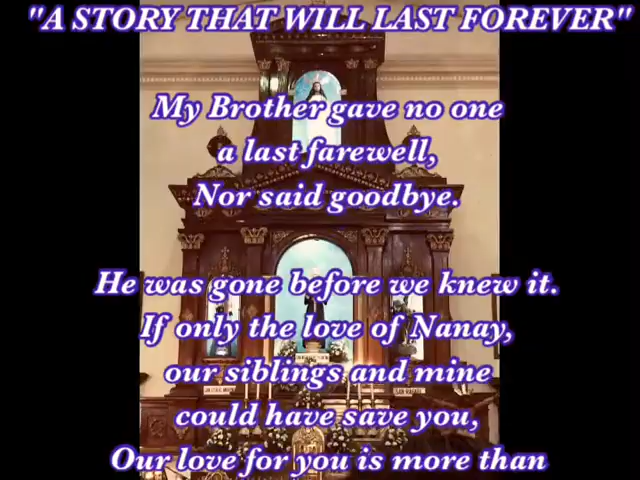 "A STORY THAT WILL LAST FOREVER"
My Brother gave no one
a last farewell,
Nor said goodbye.
He was gone before we knew it.
If only the love of Nanay,
our siblings and mine
could have save you,
Our love for you is more than